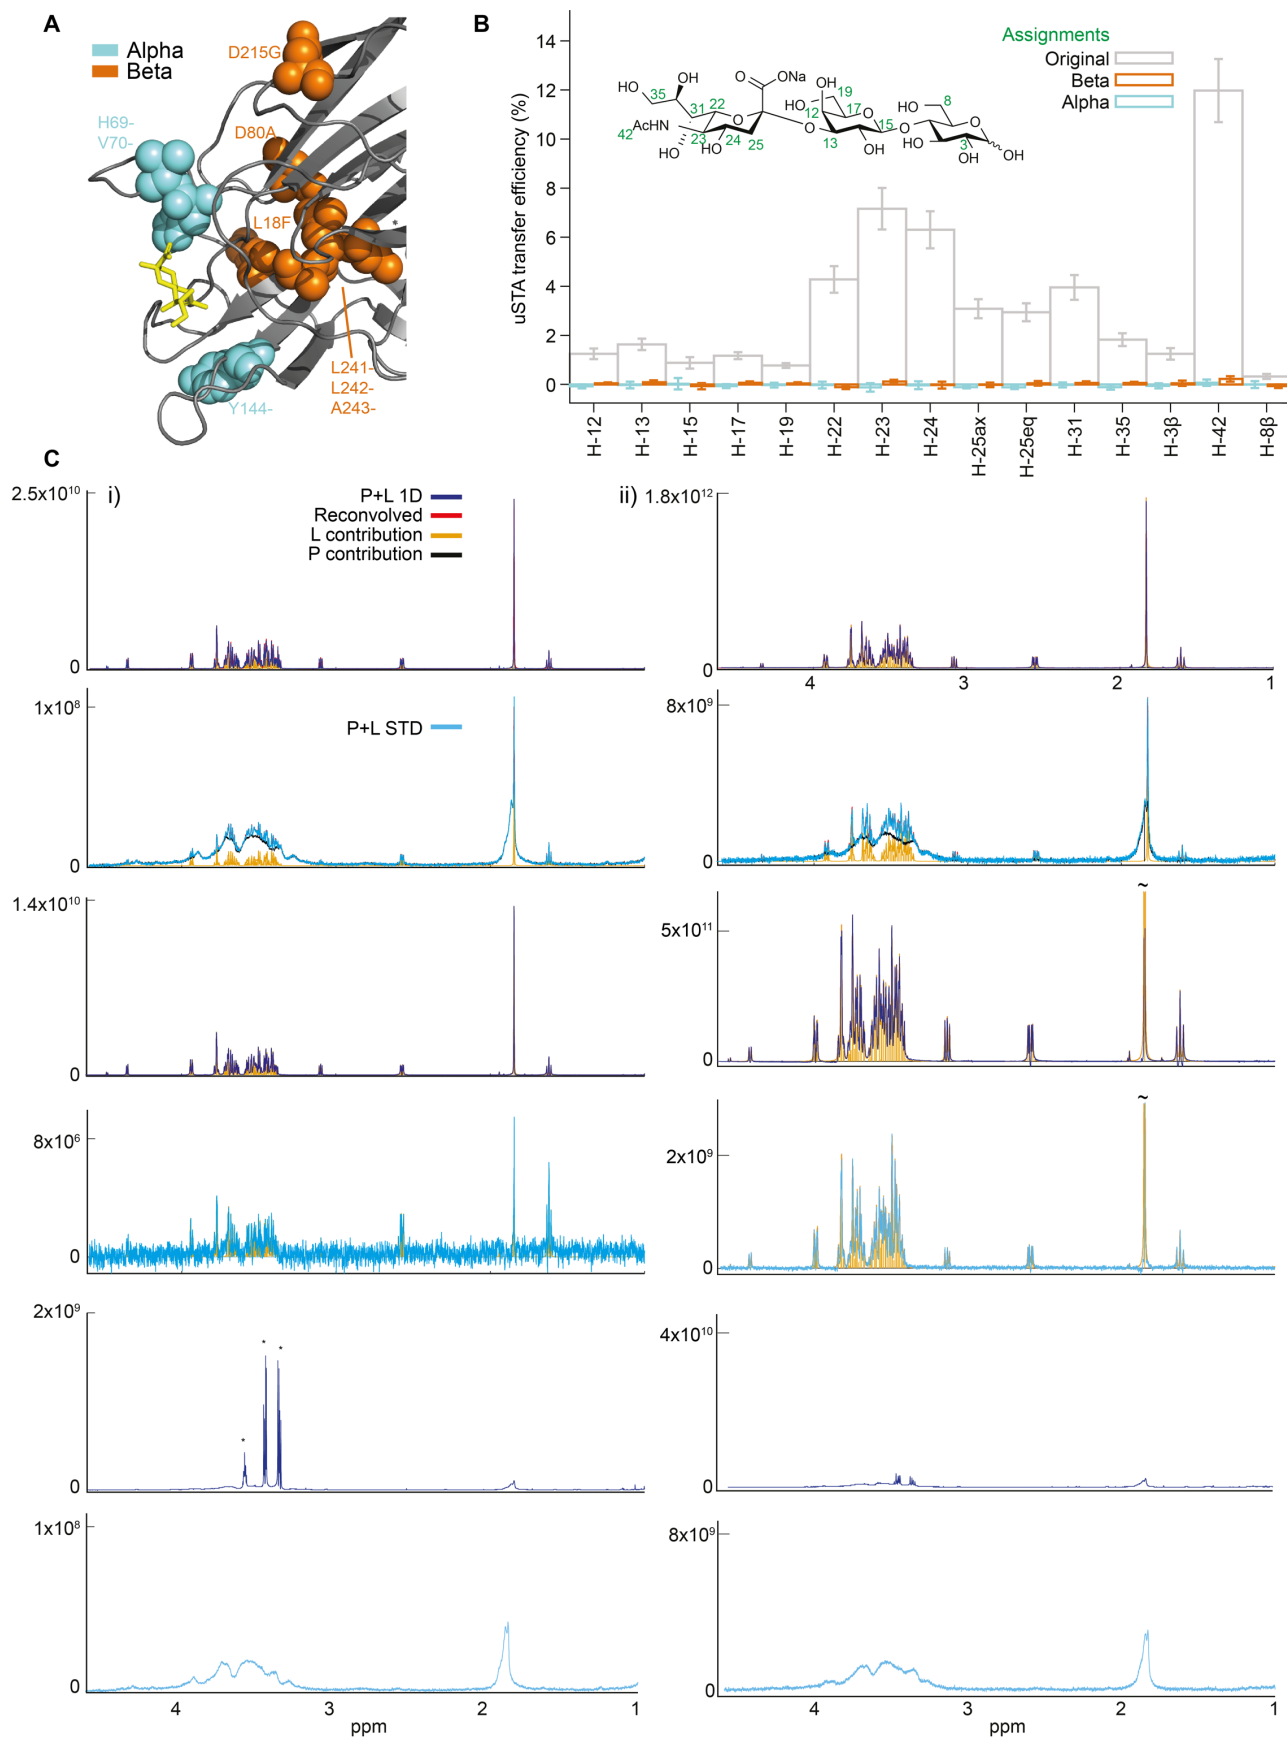 A
Alpha
Beta
D215G
H69-
V70-
D80A
L18F
*
L241-
L242-
A243-
Y144-
B
uSTA transfer efficiency (%)
14
12
10
8
6
4
2
0
Assignments
Original
Beta
Alpha
HO
35
OH
O
ONa
31
22
O
AcHN
42
23
HO
HO
24
25
O
OH
19
HO
12
17
O
15
O
13
OH
HO
8
O
HO
3
OH
OH
H-12
H-13
H-15
H-17
H-19
H-22
H-23
H-24
H-25ax
H-25eq
H-31
H-35
H-3β
H-42
H-8β
C
i)
2.5x10¹⁰
0
P+L 1D
Reconvolved
L contribution
P contribution
ii)
1.8x10¹²
0
4
3
2
1
1x10⁸
0
P+L STD
8x10⁹
0
1.4x10¹⁰
0
~
5x10¹¹
0
8x10⁶
0
~
2x10⁹
0
2x10⁹
0
*
*
*
4x10¹⁰
0
1x10⁸
0
4
3
2
1
ppm
8x10⁹
0
4
3
2
1
ppm